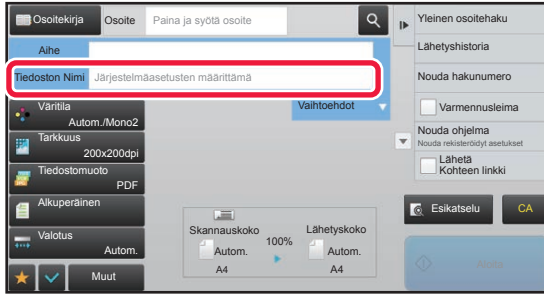 Osoitekirja
Osoite
Paina ja syötä osoite
Yleinen osoitehaku
Aihe
Lähetyshistoria
Tiedoston Nimi
Järjestelmäasetusten määrittämä
Nouda hakunumero
Väritila
Autom./Mono2
Vaihtoehdot
Varmennusleima
Tarkkuus
200x200dpi
Nouda ohjelma
Nouda rekisteröidyt asetukset
Lähetä
Kohteen linkki
Tiedostomuoto
PDF
Alkuperäinen
Esikatselu
CA
Skannauskoko
100%
Lähetyskoko
Valotus
Autom.
Autom.
A4
Autom.
A4
Muut
Aloita